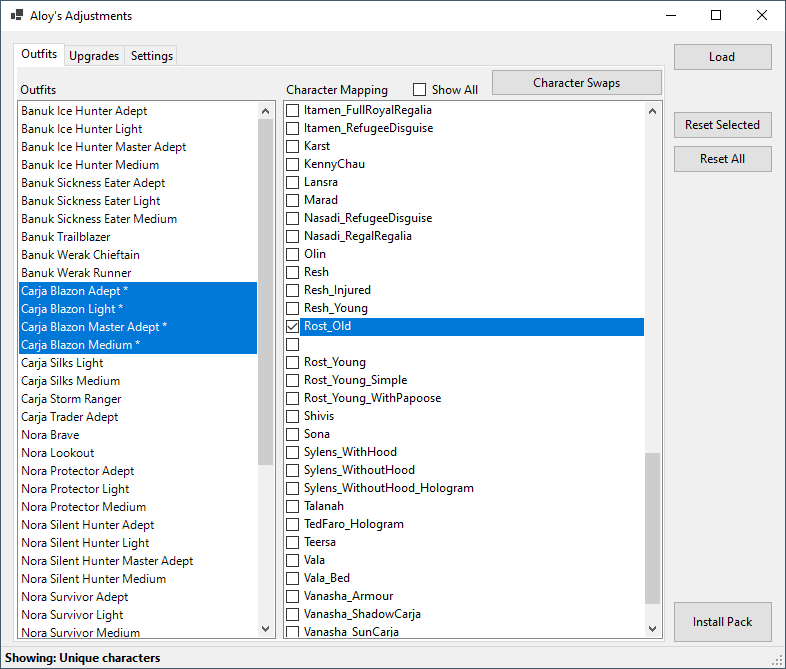 Aloy's Adjustments
Outfits
Upgrades
Settings
Load
Outfits
Character Mapping
Show All
Character Swaps
Reset Selected
Reset All
Banuk Ice Hunter Adept
Banuk Ice Hunter Light
Banuk Ice Hunter Master Adept
Banuk Ice Hunter Medium
Banuk Sickness Eater Adept
Banuk Sickness Eater Light
Banuk Sickness Eater Medium
Banuk Trailblazer
Banuk Werak Chieftain
Banuk Werak Runner
Carja Blazon Adept *
Carja Blazon Light *
Carja Blazon Master Adept *
Carja Blazon Medium *
Carja Silks Light
Carja Silks Medium
Carja Storm Ranger
Carja Trader Adept
Nora Brave
Nora Lookout
Nora Protector Adept
Nora Protector Light
Nora Protector Medium
Nora Silent Hunter Adept
Nora Silent Hunter Light
Nora Silent Hunter Master Adept
Nora Silent Hunter Medium
Nora Survivor Adept
Nora Survivor Light
Nora Survivor Medium
Itamen_FullRoyalRegalia
Itamen_RefugeeDisguise
Karst
KennyChau
Lansra
Marad
Nasadi_RefugeeDisguise
Nasadi_RegalRegalia
Olin
Resh
Resh_Injured
Resh_Young
Rost_Old
Rost_Young
Rost_Young_Simple
Rost_Young_WithPapoose
Shivis
Sona
Sylens_WithHood
Sylens_WithoutHood
Sylens_WithoutHood_Hologram
Talanah
TedFaro_Hologram
Teersa
Vala
Vala_Bed
Vanasha_Armour
Vanasha_ShadowCarja
Vanasha_SunCarja
Install Pack
Showing: Unique characters